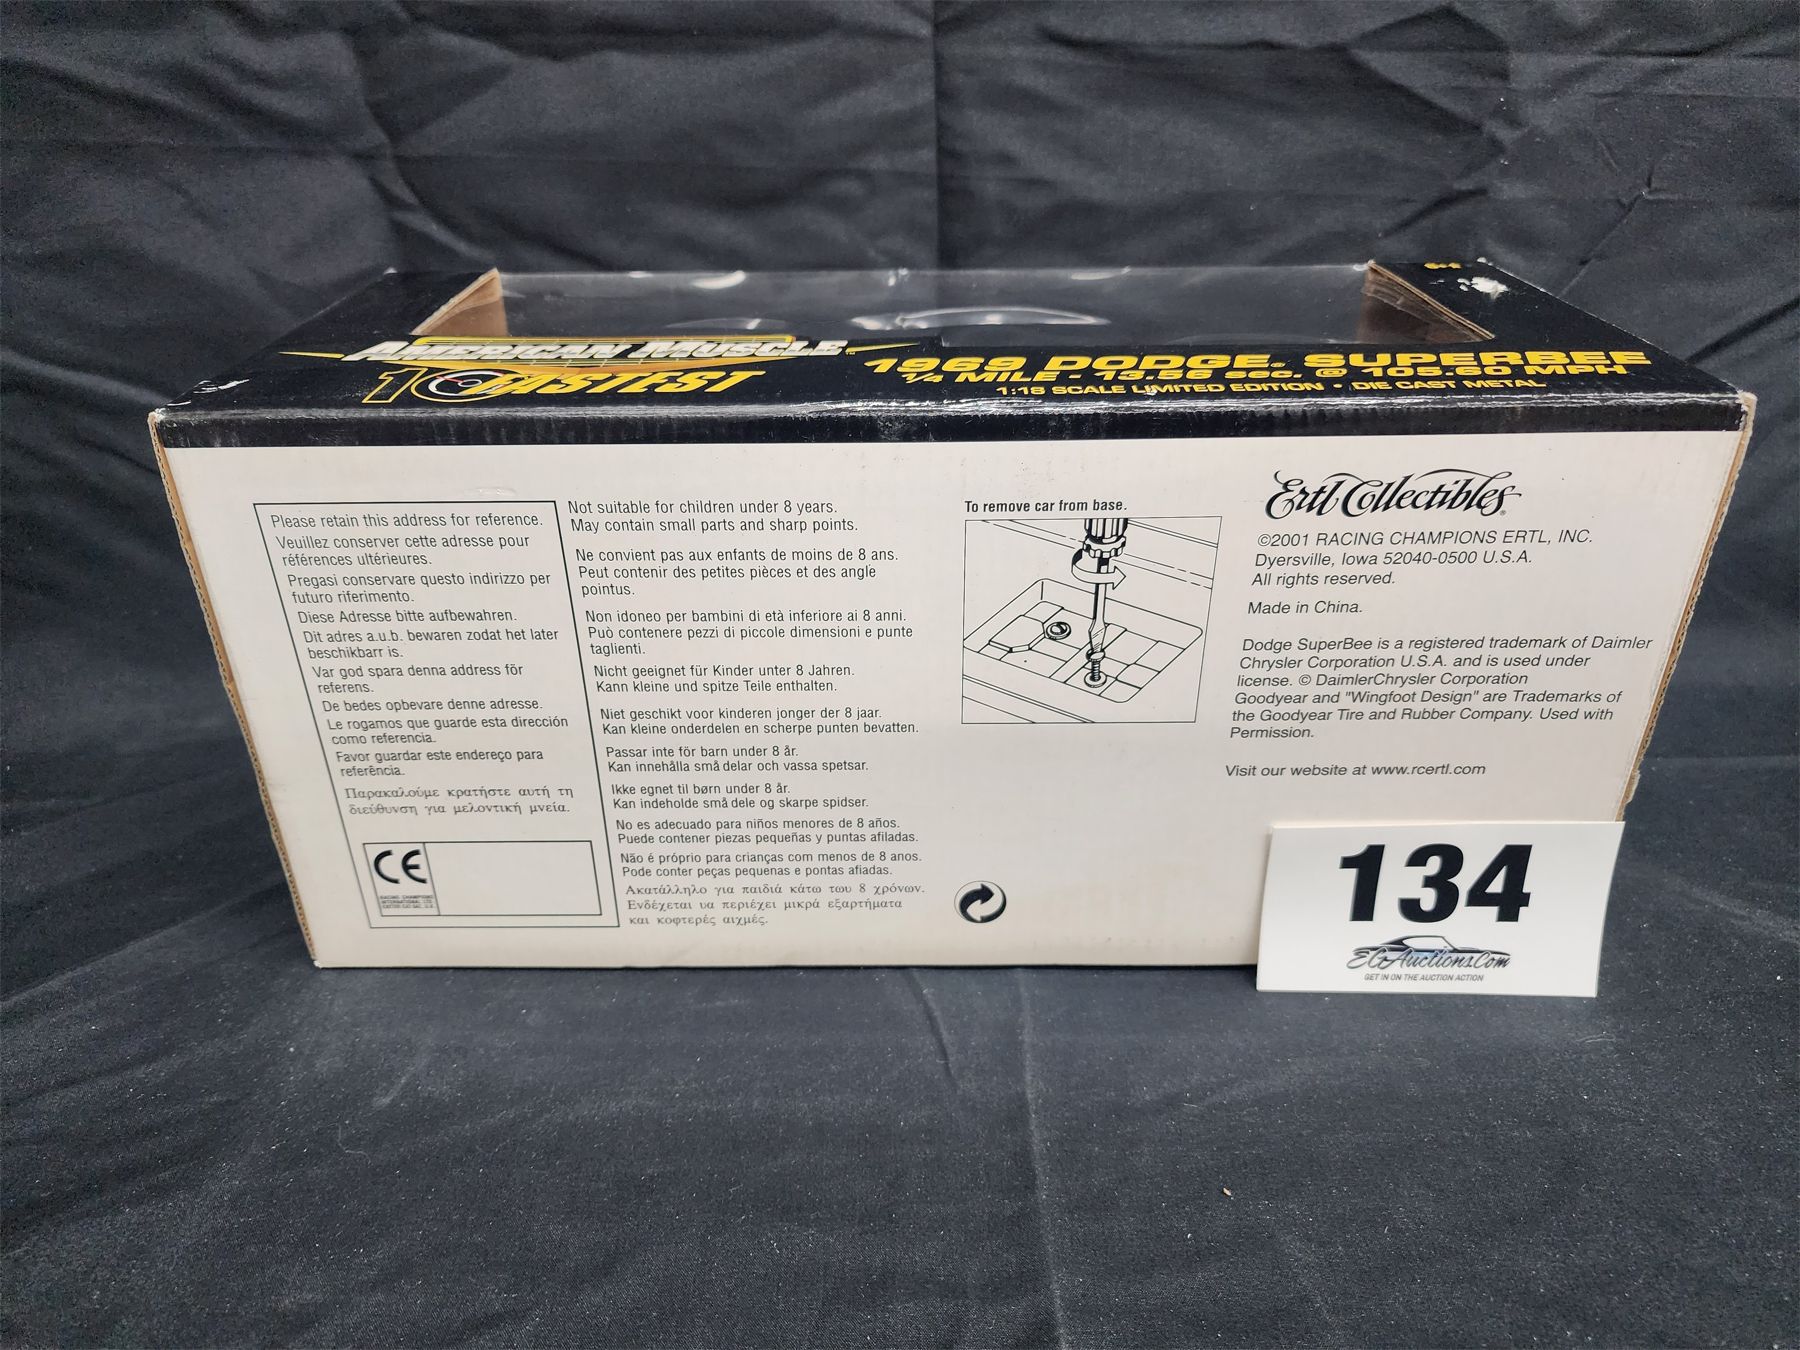 AMERICAN MUSCLE™
10 FASTEST
1969 DODGE® SUPERBEE
1/4 MILE - 13.56 sec. @ 105.60 MPH
1:18 SCALE LIMITED EDITION • DIE CAST METAL
Please retain this address for reference.
Veuillez conserver cette adresse pour
références ultérieures.
Pregasi conservare questo indirizzo per
futuro riferimento.
Diese Adresse bitte aufbewahren.
Dit adres a.u.b. bewaren zodat het later
beschikbarr is.
Var god spara denna address för
referens.
De bedes opbevare denne adresse.
Le rogamos que guarde esta dirección
como referencia.
Favor guardar este endereço para
referência.
Παρακαλούμε κρατήστε αυτή τη
διεύθυνση για μελοντική μνεία.
CE
Not suitable for children under 8 years.
May contain small parts and sharp points.
Ne convient pas aux enfants de moins de 8 ans.
Peut contenir des petites pièces et des angle
pointus.
Non idoneo per bambini di età inferiore ai 8 anni.
Può contenere pezzi di piccole dimensioni e punte
taglienti.
Nicht geeignet für Kinder unter 8 Jahren.
Kann kleine und spitze Teile enthalten.
Niet geschikt voor kinderen jonger der 8 jaar.
Kan kleine onderdelen en scherpe punten bevatten.
Passar inte för barn under 8 år.
Kan innehålla små delar och vassa spetsar.
Ikke egnet til børn under 8 år.
Kan indeholde små dele og skarpe spidser.
No es adecuado para niños menores de 8 años.
Puede contener piezas pequeñas y puntas afiladas.
Não é próprio para crianças com menos de 8 anos.
Pode conter peças pequenas e pontas afiadas.
Ακατάλληλο για παιδιά κάτω του 8 χρόνων.
Ενδέχεται υα περιέχει μικρά εξαρτήματα
και κοφτερές αιχμές.
To remove car from base.
Ertl Collectibles®
©2001 RACING CHAMPIONS ERTL, INC.
Dyersville, Iowa 52040-0500 U.S.A.
All rights reserved.
Made in China.
Dodge SuperBee is a registered trademark of Daimler
Chrysler Corporation U.S.A. and is used under
license. © DaimlerChrysler Corporation
Goodyear and "Wingfoot Design" are Trademarks of
the Goodyear Tire and Rubber Company. Used with
Permission.
Visit our website at www.rcertl.com
134
EGAuctions.Com
GET IN ON THE AUCTION ACTION